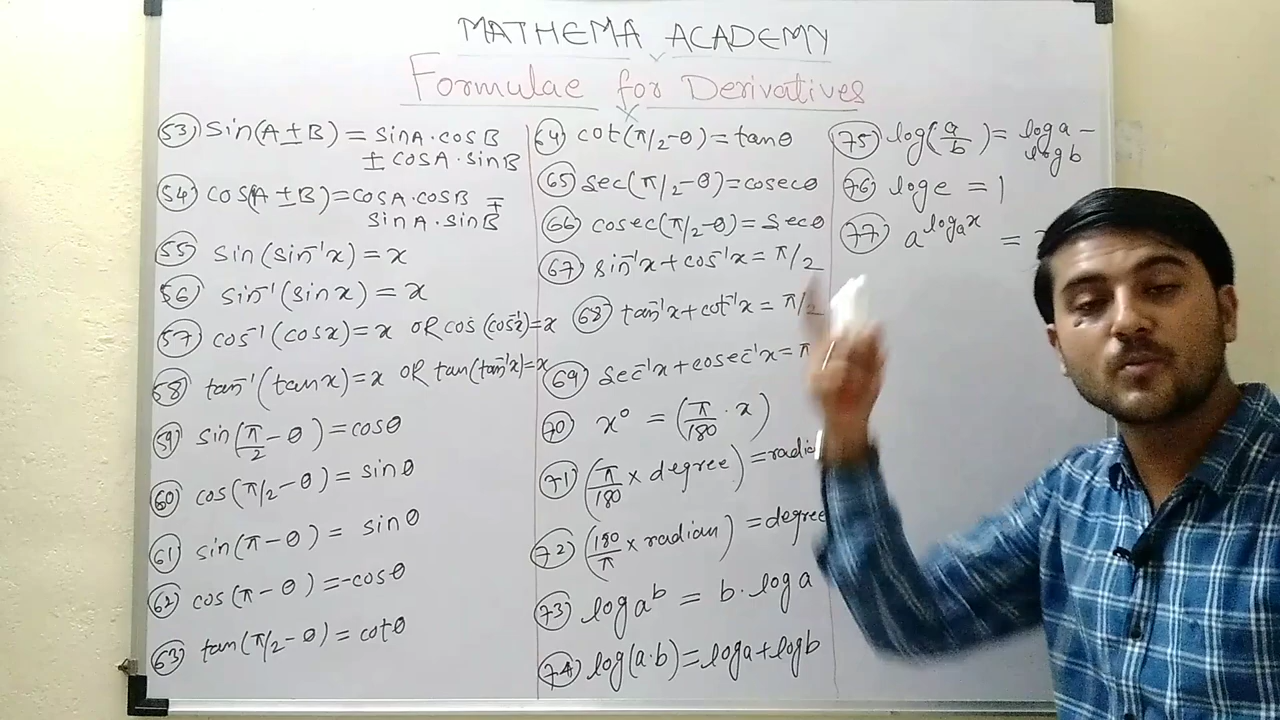 MATHEMA ACADEMY
Formulae for Derivatives
53) sin(A±B) = sinA·cosB
± cosA·sinB
54) cos(A±B)=cosA·cosB ∓
sinA·sinB
55) sin(sin⁻¹x) = x
56) sin⁻¹(sinx) = x
57) cos⁻¹(cosx) = x OR cos(cos⁻¹x)=x
58) tan⁻¹(tanx)=x OR tan(tan⁻¹x)=x
59) sin(π/2 - θ) = cosθ
60) cos(π/2 - θ) = sinθ
61) sin(π-θ) = sinθ
62) cos(π-θ) = -cosθ
63) tan(π/2-θ) = cotθ
64) cot(π/2-θ) = tanθ
65) sec(π/2-θ)=cosecθ
66) cosec(π/2-θ)=secθ
67) sin⁻¹x+cos⁻¹x=π/2
68) tan⁻¹x+cot⁻¹x=π/2
69) sec⁻¹x+cosec⁻¹x=π
70) x° = (π/180 · x)
71) (π/180 × degree) =
72) (180/π × radian) =degree
73) log aᵇ = b·log a
74) log(a·b)=log a+log b
75) log(a/b)= log a -
log b
76) log e = 1
77) a^(logₐx) =